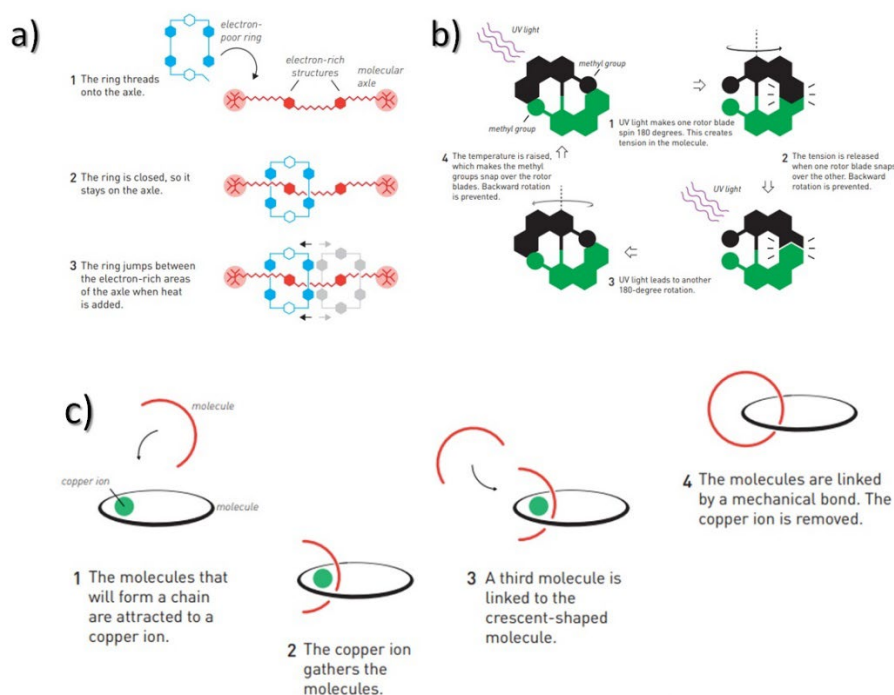 a)
electron-
poor ring
electron-rich
structures
molecular
axle
1 The ring threads
onto the axle.
2 The ring is closed, so it
stays on the axle.
3 The ring jumps between
the electron-rich areas
of the axle when heat
is added.
b)
UV light
methyl group
methyl group
1 UV light makes one rotor blade
spin 180 degrees. This creates
tension in the molecule.
2 The tension is released
when one rotor blade snaps
over the other. Backward
rotation is prevented.
UV light
3 UV light leads to another
180-degree rotation.
4 The temperature is raised,
which makes the methyl
groups snap over the rotor
blades. Backward rotation
is prevented.
c)
molecule
copper ion
molecule
1 The molecules that
will form a chain
are attracted to a
copper ion.
2 The copper ion
gathers the
molecules.
3 A third molecule is
linked to the
crescent-shaped
molecule.
4 The molecules are linked
by a mechanical bond. The
copper ion is removed.